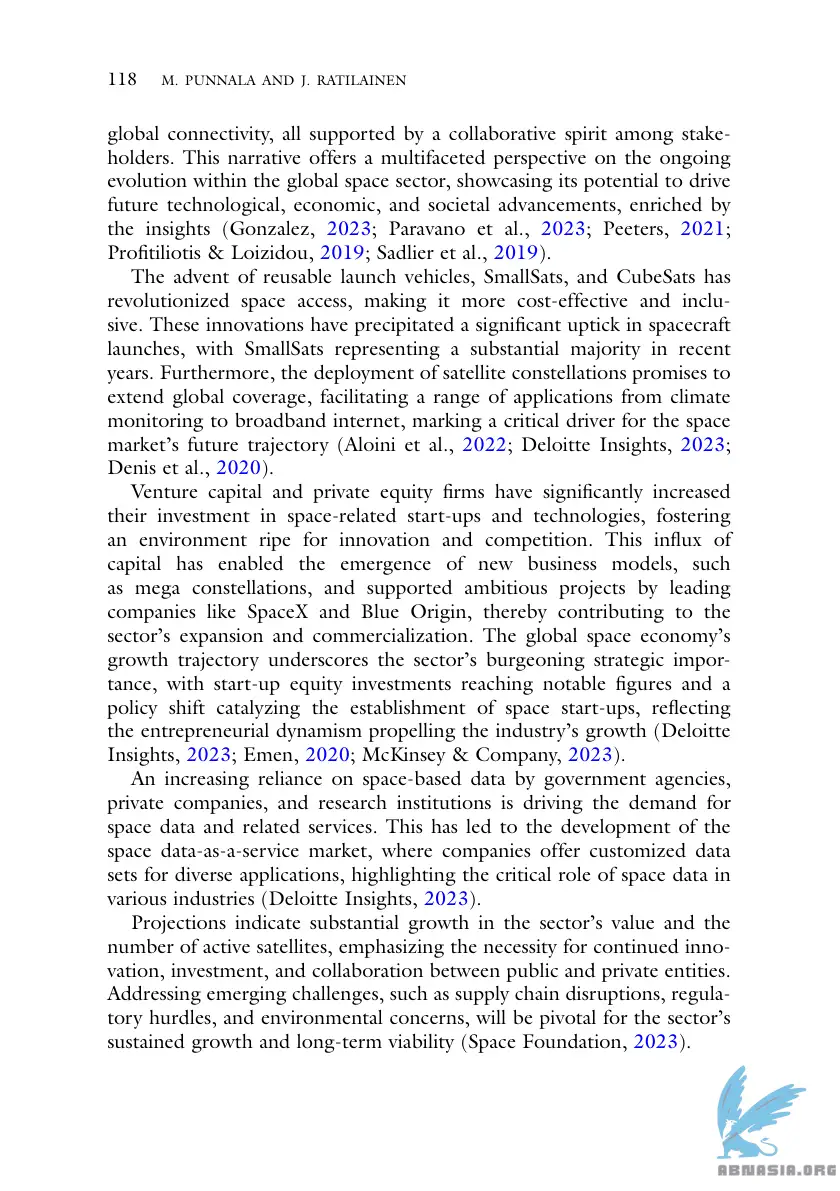 118 M. PUNNALA AND J. RATILAINEN
global connectivity, all supported by a collaborative spirit among stake-
holders. This narrative offers a multifaceted perspective on the ongoing
evolution within the global space sector, showcasing its potential to drive
future technological, economic, and societal advancements, enriched by
the insights (Gonzalez, 2023; Paravano et al., 2023; Peeters, 2021;
Profitiliotis & Loizidou, 2019; Sadlier et al., 2019).
The advent of reusable launch vehicles, SmallSats, and CubeSats has
revolutionized space access, making it more cost-effective and inclu-
sive. These innovations have precipitated a significant uptick in spacecraft
launches, with SmallSats representing a substantial majority in recent
years. Furthermore, the deployment of satellite constellations promises to
extend global coverage, facilitating a range of applications from climate
monitoring to broadband internet, marking a critical driver for the space
market’s future trajectory (Aloini et al., 2022; Deloitte Insights, 2023;
Denis et al., 2020).
Venture capital and private equity firms have significantly increased
their investment in space-related start-ups and technologies, fostering
an environment ripe for innovation and competition. This influx of
capital has enabled the emergence of new business models, such
as mega constellations, and supported ambitious projects by leading
companies like SpaceX and Blue Origin, thereby contributing to the
sector’s expansion and commercialization. The global space economy’s
growth trajectory underscores the sector’s burgeoning strategic impor-
tance, with start-up equity investments reaching notable figures and a
policy shift catalyzing the establishment of space start-ups, reflecting
the entrepreneurial dynamism propelling the industry’s growth (Deloitte
Insights, 2023; Emen, 2020; McKinsey & Company, 2023).
An increasing reliance on space-based data by government agencies,
private companies, and research institutions is driving the demand for
space data and related services. This has led to the development of the
space data-as-a-service market, where companies offer customized data
sets for diverse applications, highlighting the critical role of space data in
various industries (Deloitte Insights, 2023).
Projections indicate substantial growth in the sector’s value and the
number of active satellites, emphasizing the necessity for continued inno-
vation, investment, and collaboration between public and private entities.
Addressing emerging challenges, such as supply chain disruptions, regula-
tory hurdles, and environmental concerns, will be pivotal for the sector’s
sustained growth and long-term viability (Space Foundation, 2023).
ABNASIA.ORG